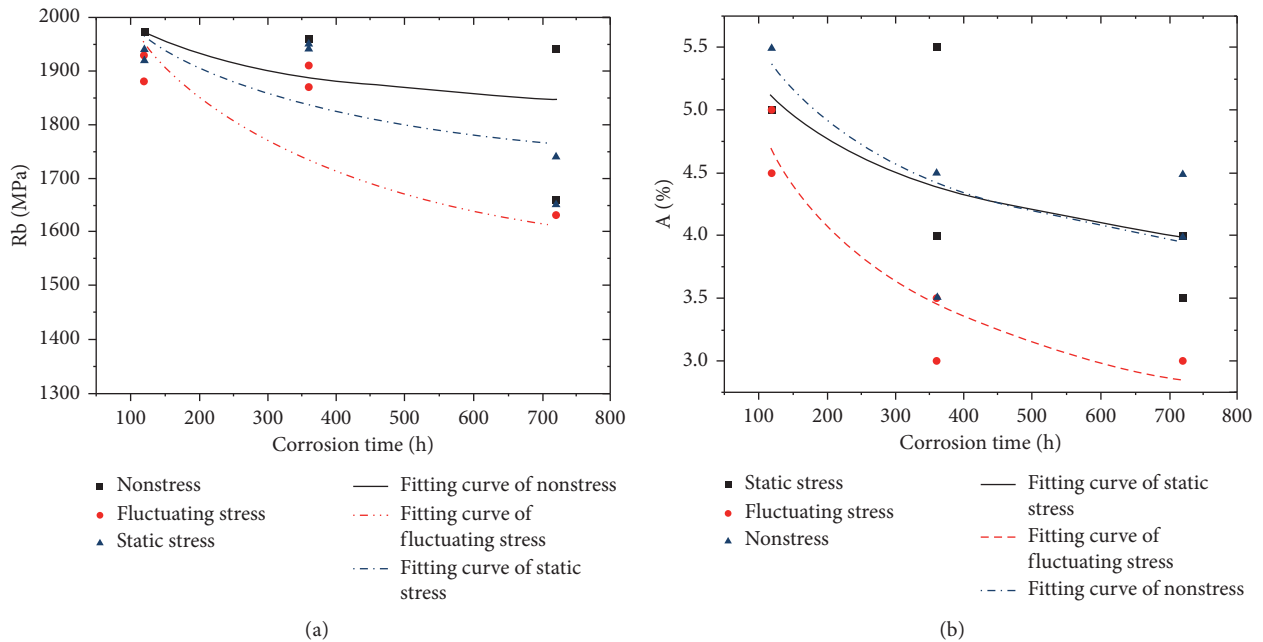 2000
1900
1800
1700
1600
1500
1400
1300
Rb (MPa)
100 200 300 400 500 600 700 800
Corrosion time (h)
Nonstress
Fluctuating stress
Static stress
Fitting curve of nonstress
Fitting curve of
fluctuating stress
Fitting curve of static
stress
(a)
5.5
5.0
4.5
4.0
3.5
3.0
A (%)
100 200 300 400 500 600 700 800
Corrosion time (h)
Static stress
Fluctuating stress
Nonstress
Fitting curve of static
stress
Fitting curve of
fluctuating stress
Fitting curve of nonstress
(b)